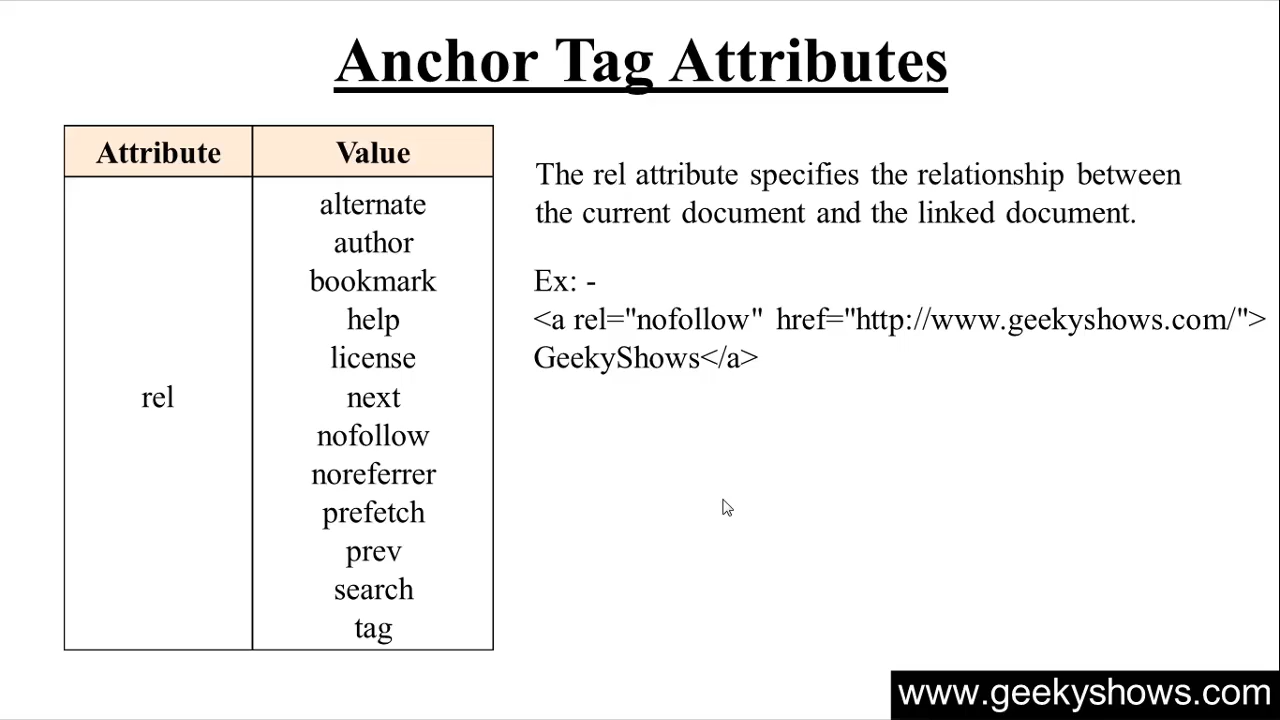 Anchor Tag Attributes
Attribute Value
rel
alternate
author
bookmark
help
license
next
nofollow
noreferrer
prefetch
prev
search
tag
The rel attribute specifies the relationship between
the current document and the linked document.
Ex: -
<a rel="nofollow" href="http://www.geekyshows.com/">
GeekyShows</a>
www.geekyshows.com